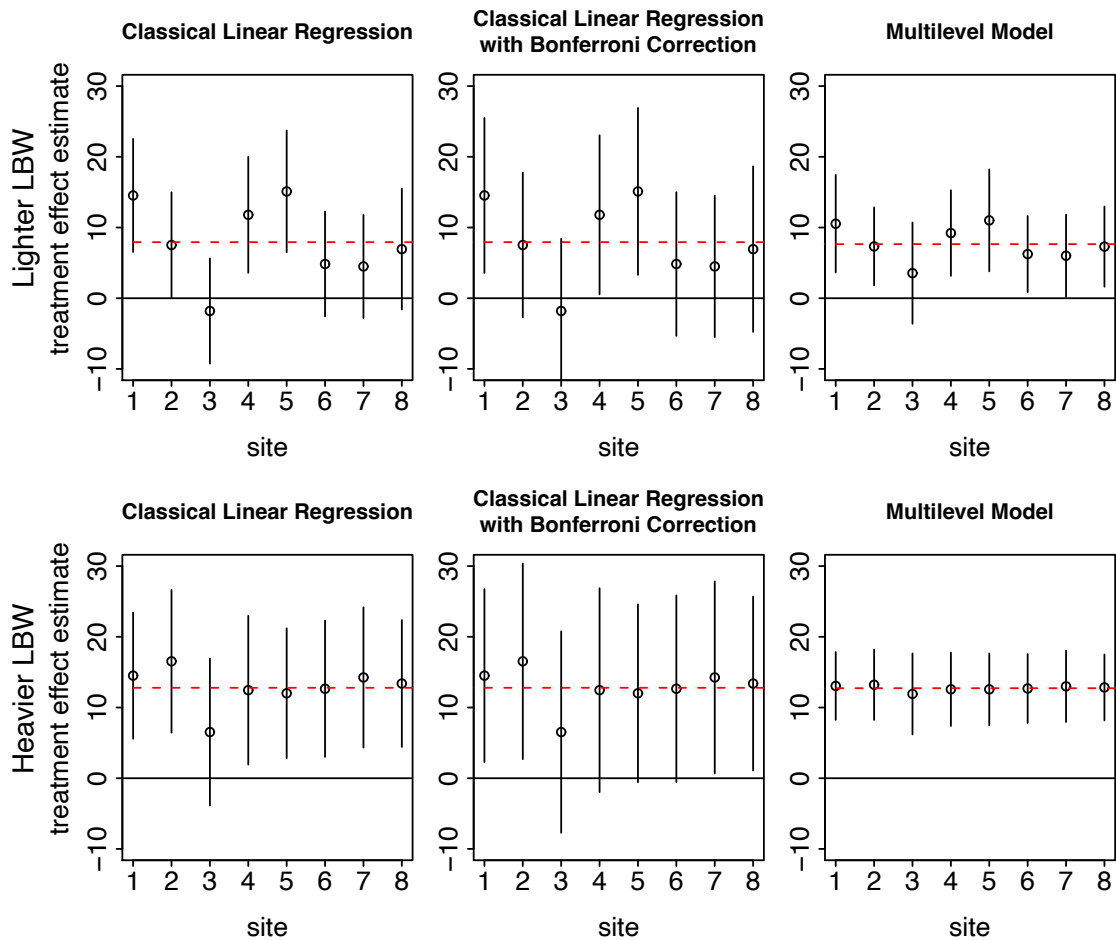 Classical Linear Regression
Classical Linear Regression
with Bonferroni Correction
Multilevel Model
Lighter LBW
treatment effect estimate
30
20
10
0
−10
1 2 3 4 5 6 7 8
site
30
20
10
0
−10
1 2 3 4 5 6 7 8
site
30
20
10
0
−10
1 2 3 4 5 6 7 8
site
Classical Linear Regression
Classical Linear Regression
with Bonferroni Correction
Multilevel Model
Heavier LBW
treatment effect estimate
30
20
10
0
−10
1 2 3 4 5 6 7 8
site
30
20
10
0
−10
1 2 3 4 5 6 7 8
site
30
20
10
0
−10
1 2 3 4 5 6 7 8
site